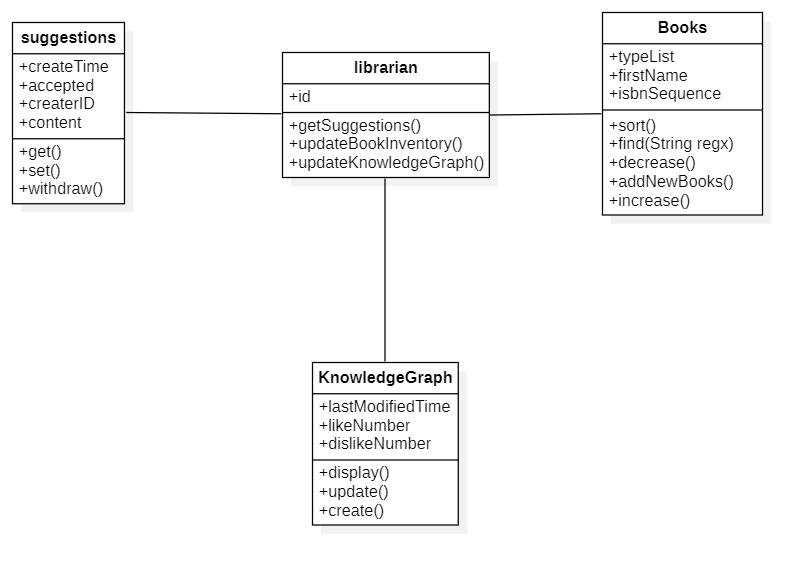 suggestions
+createTime
+accepted
+createrID
+content
+get()
+set()
+withdraw()
librarian
+id
+getSuggestions()
+updateBookInventory()
+updateKnowledgeGraph()
Books
+typeList
+firstName
+isbnSequence
+sort()
+find(String regx)
+decrease()
+addNewBooks()
+increase()
KnowledgeGraph
+lastModifiedTime
+likeNumber
+dislikeNumber
+display()
+update()
+create()